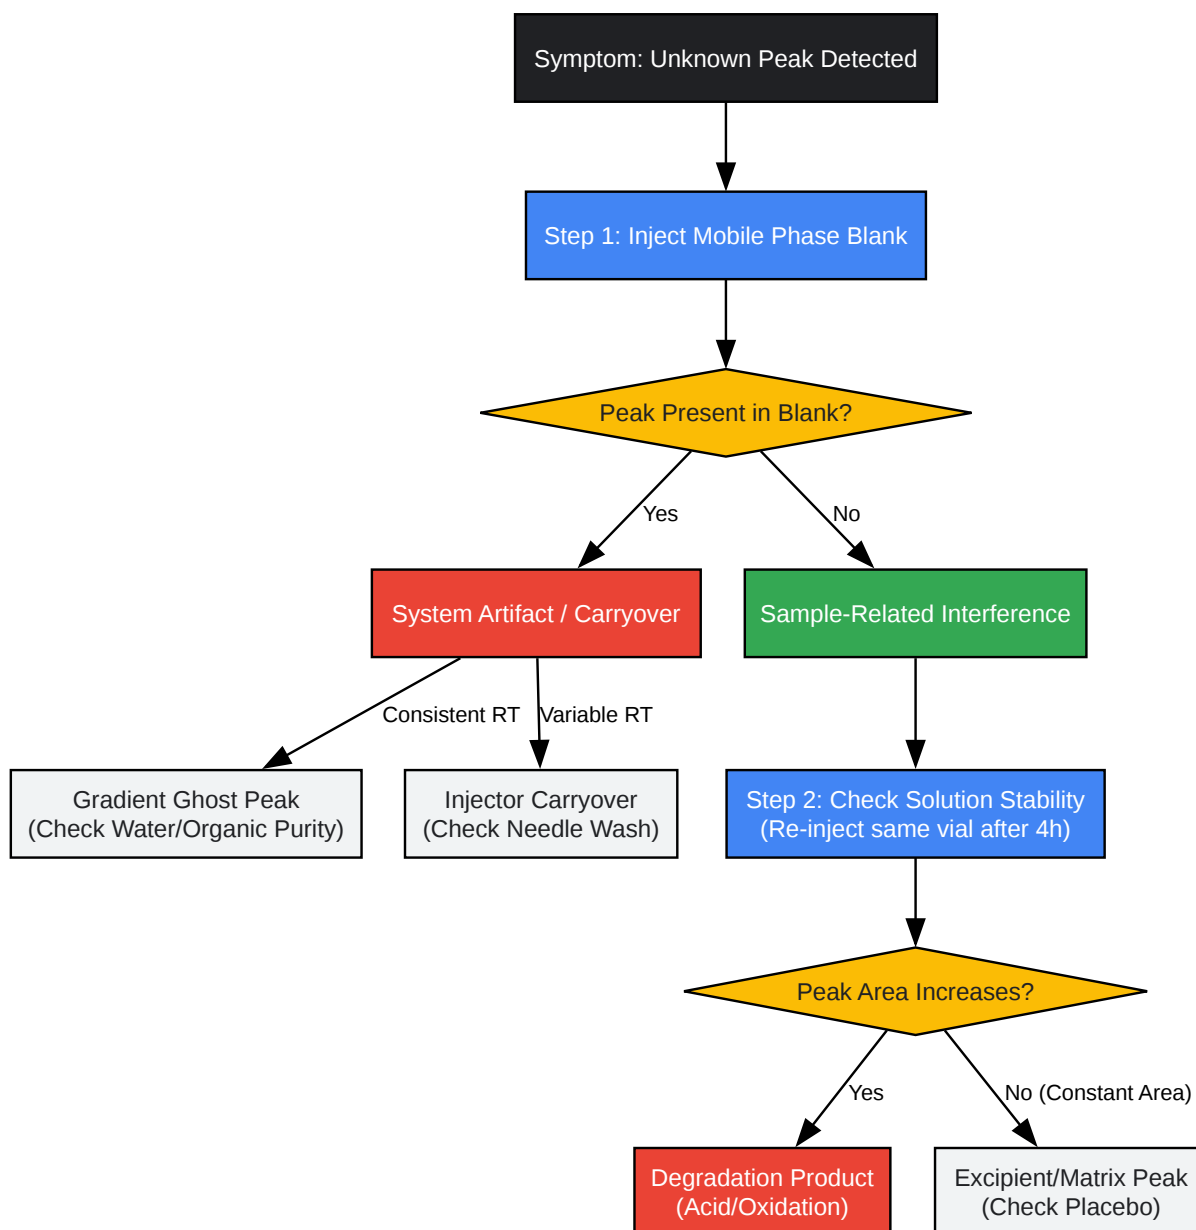 Symptom: Unknown Peak Detected
Step 1: Inject Mobile Phase Blank
Peak Present in Blank?
Yes
No
System Artifact / Carryover
Sample-Related Interference
Consistent RT
Variable RT
Gradient Ghost Peak
(Check Water/Organic Purity)
Injector Carryover
(Check Needle Wash)
Step 2: Check Solution Stability
(Re-inject same vial after 4h)
Peak Area Increases?
Yes
No (Constant Area)
Degradation Product
(Acid/Oxidation)
Excipient/Matrix Peak
(Check Placebo)